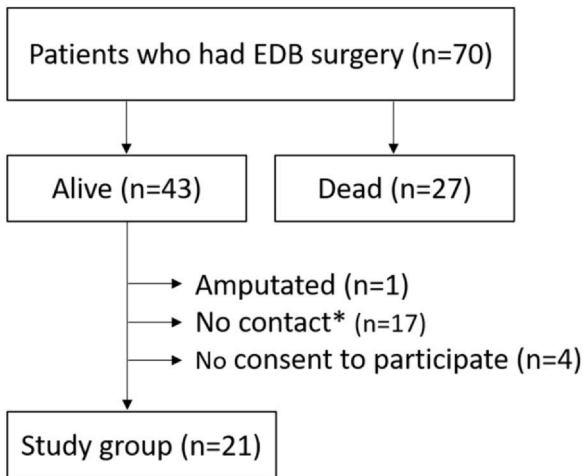 Patients who had EDB surgery (n=70)
Alive (n=43)
Dead (n=27)
Amputated (n=1)
No contact* (n=17)
No consent to participate (n=4)
Study group (n=21)